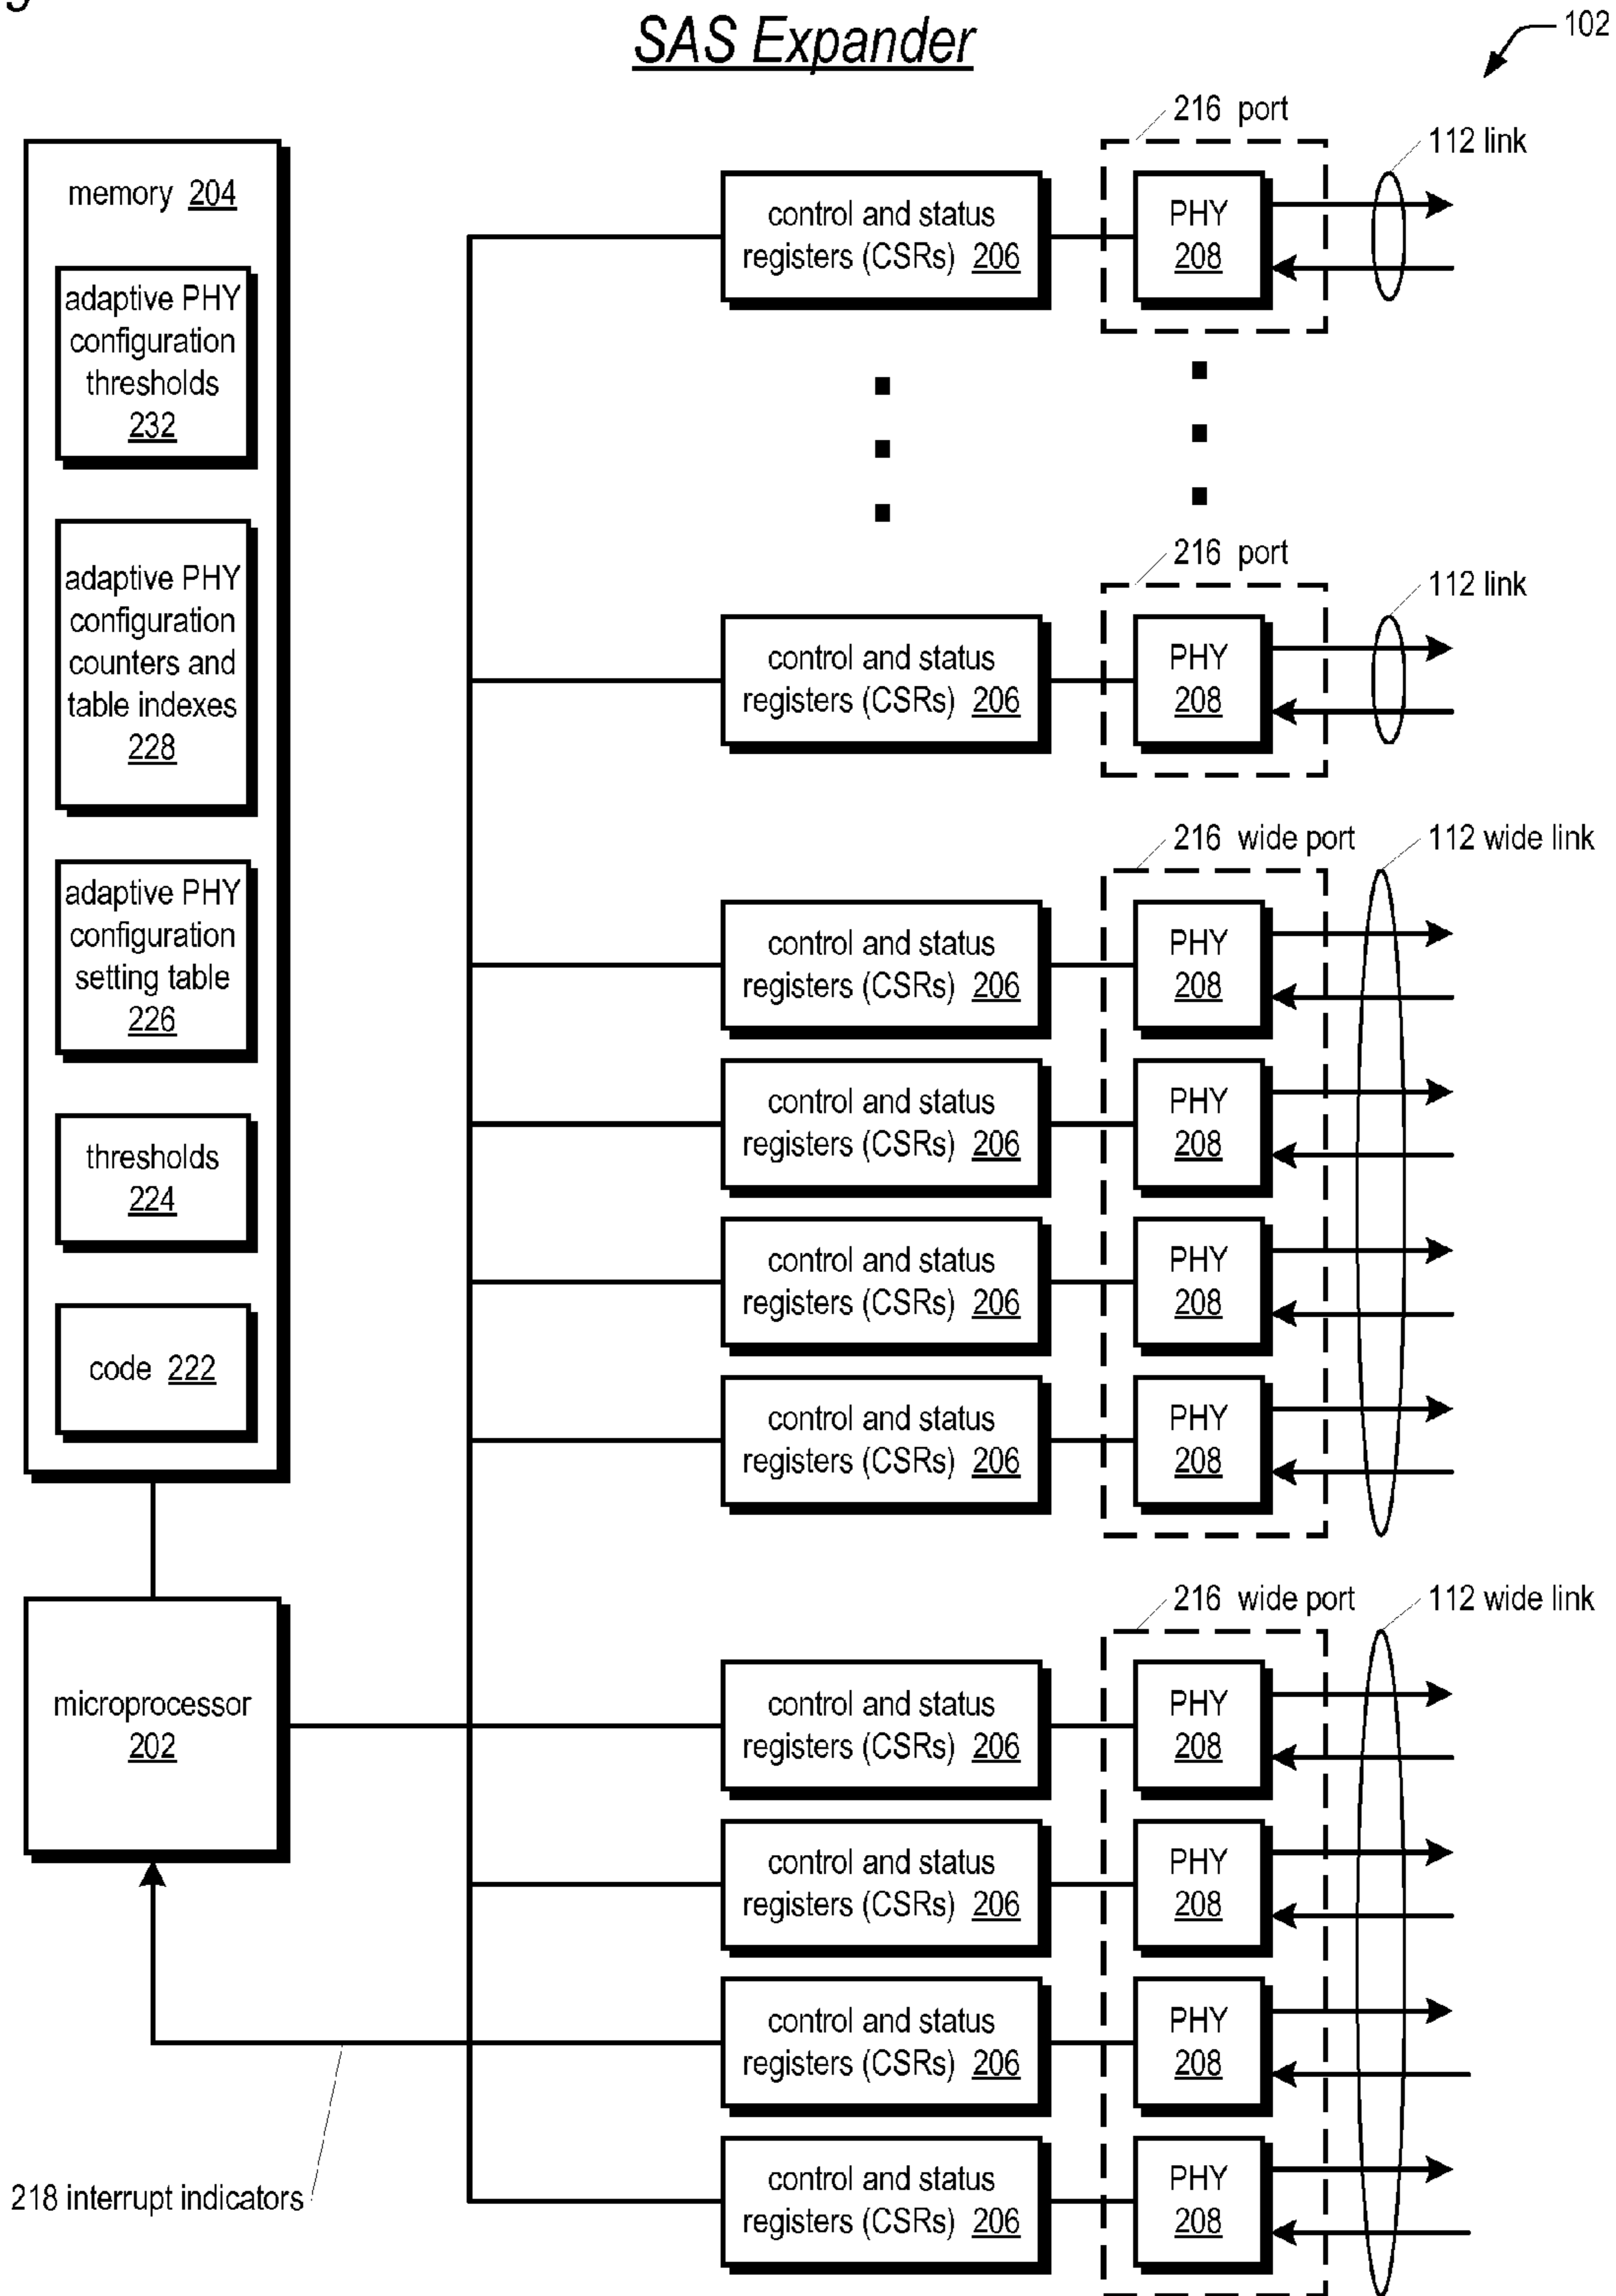 SAS Expander
102
memory 204
adaptive PHY
configuration
thresholds
232
adaptive PHY
configuration
counters and
table indexes
228
adaptive PHY
configuration
setting table
226
thresholds
224
code 222
microprocessor
202
218 interrupt indicators
216 port
112 link
control and status
registers (CSRs) 206
PHY
208
216 port
112 link
control and status
registers (CSRs) 206
PHY
208
216 wide port
112 wide link
control and status
registers (CSRs) 206
PHY
208
control and status
registers (CSRs) 206
PHY
208
control and status
registers (CSRs) 206
PHY
208
control and status
registers (CSRs) 206
PHY
208
216 wide port
112 wide link
control and status
registers (CSRs) 206
PHY
208
control and status
registers (CSRs) 206
PHY
208
control and status
registers (CSRs) 206
PHY
208
control and status
registers (CSRs) 206
PHY
208